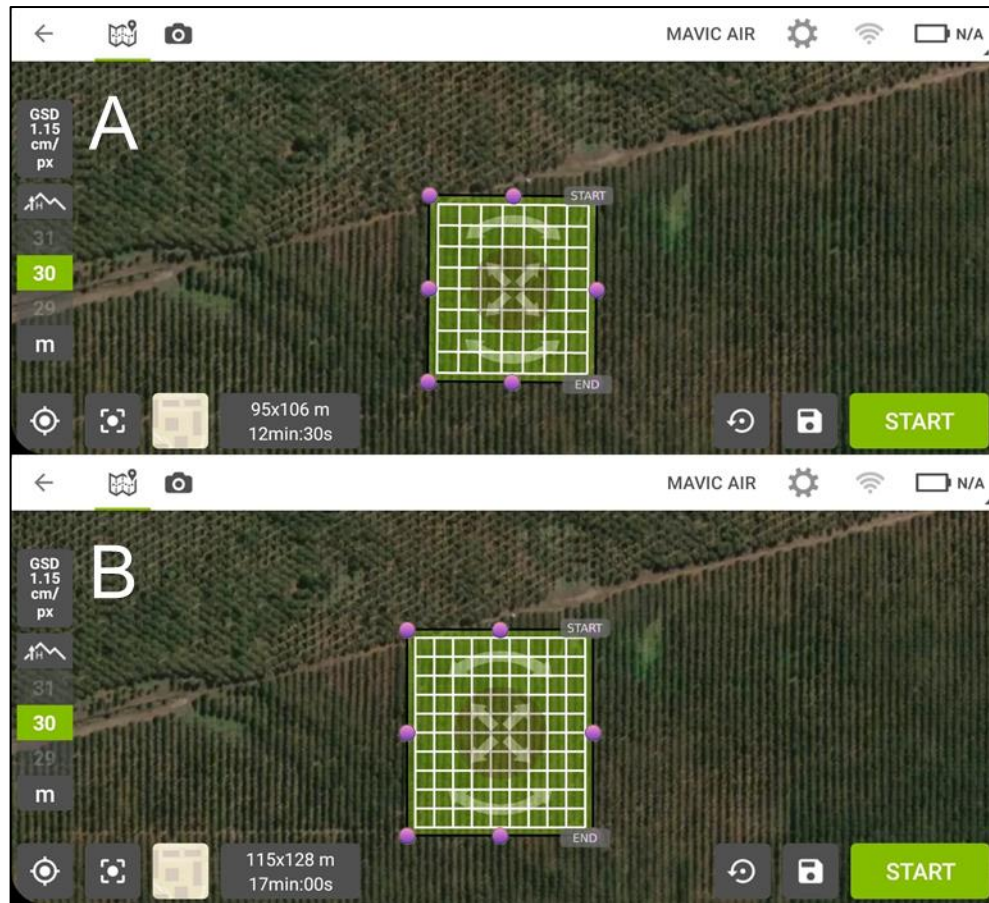 MAVIC AIR
N/A
GSD
1.15
cm/
px
A
START
31
30
29
m
END
95x106 m
12min:30s
START
MAVIC AIR
N/A
GSD
1.15
cm/
px
B
START
H
31
30
29
m
END
115x128 m
17min:00s
START